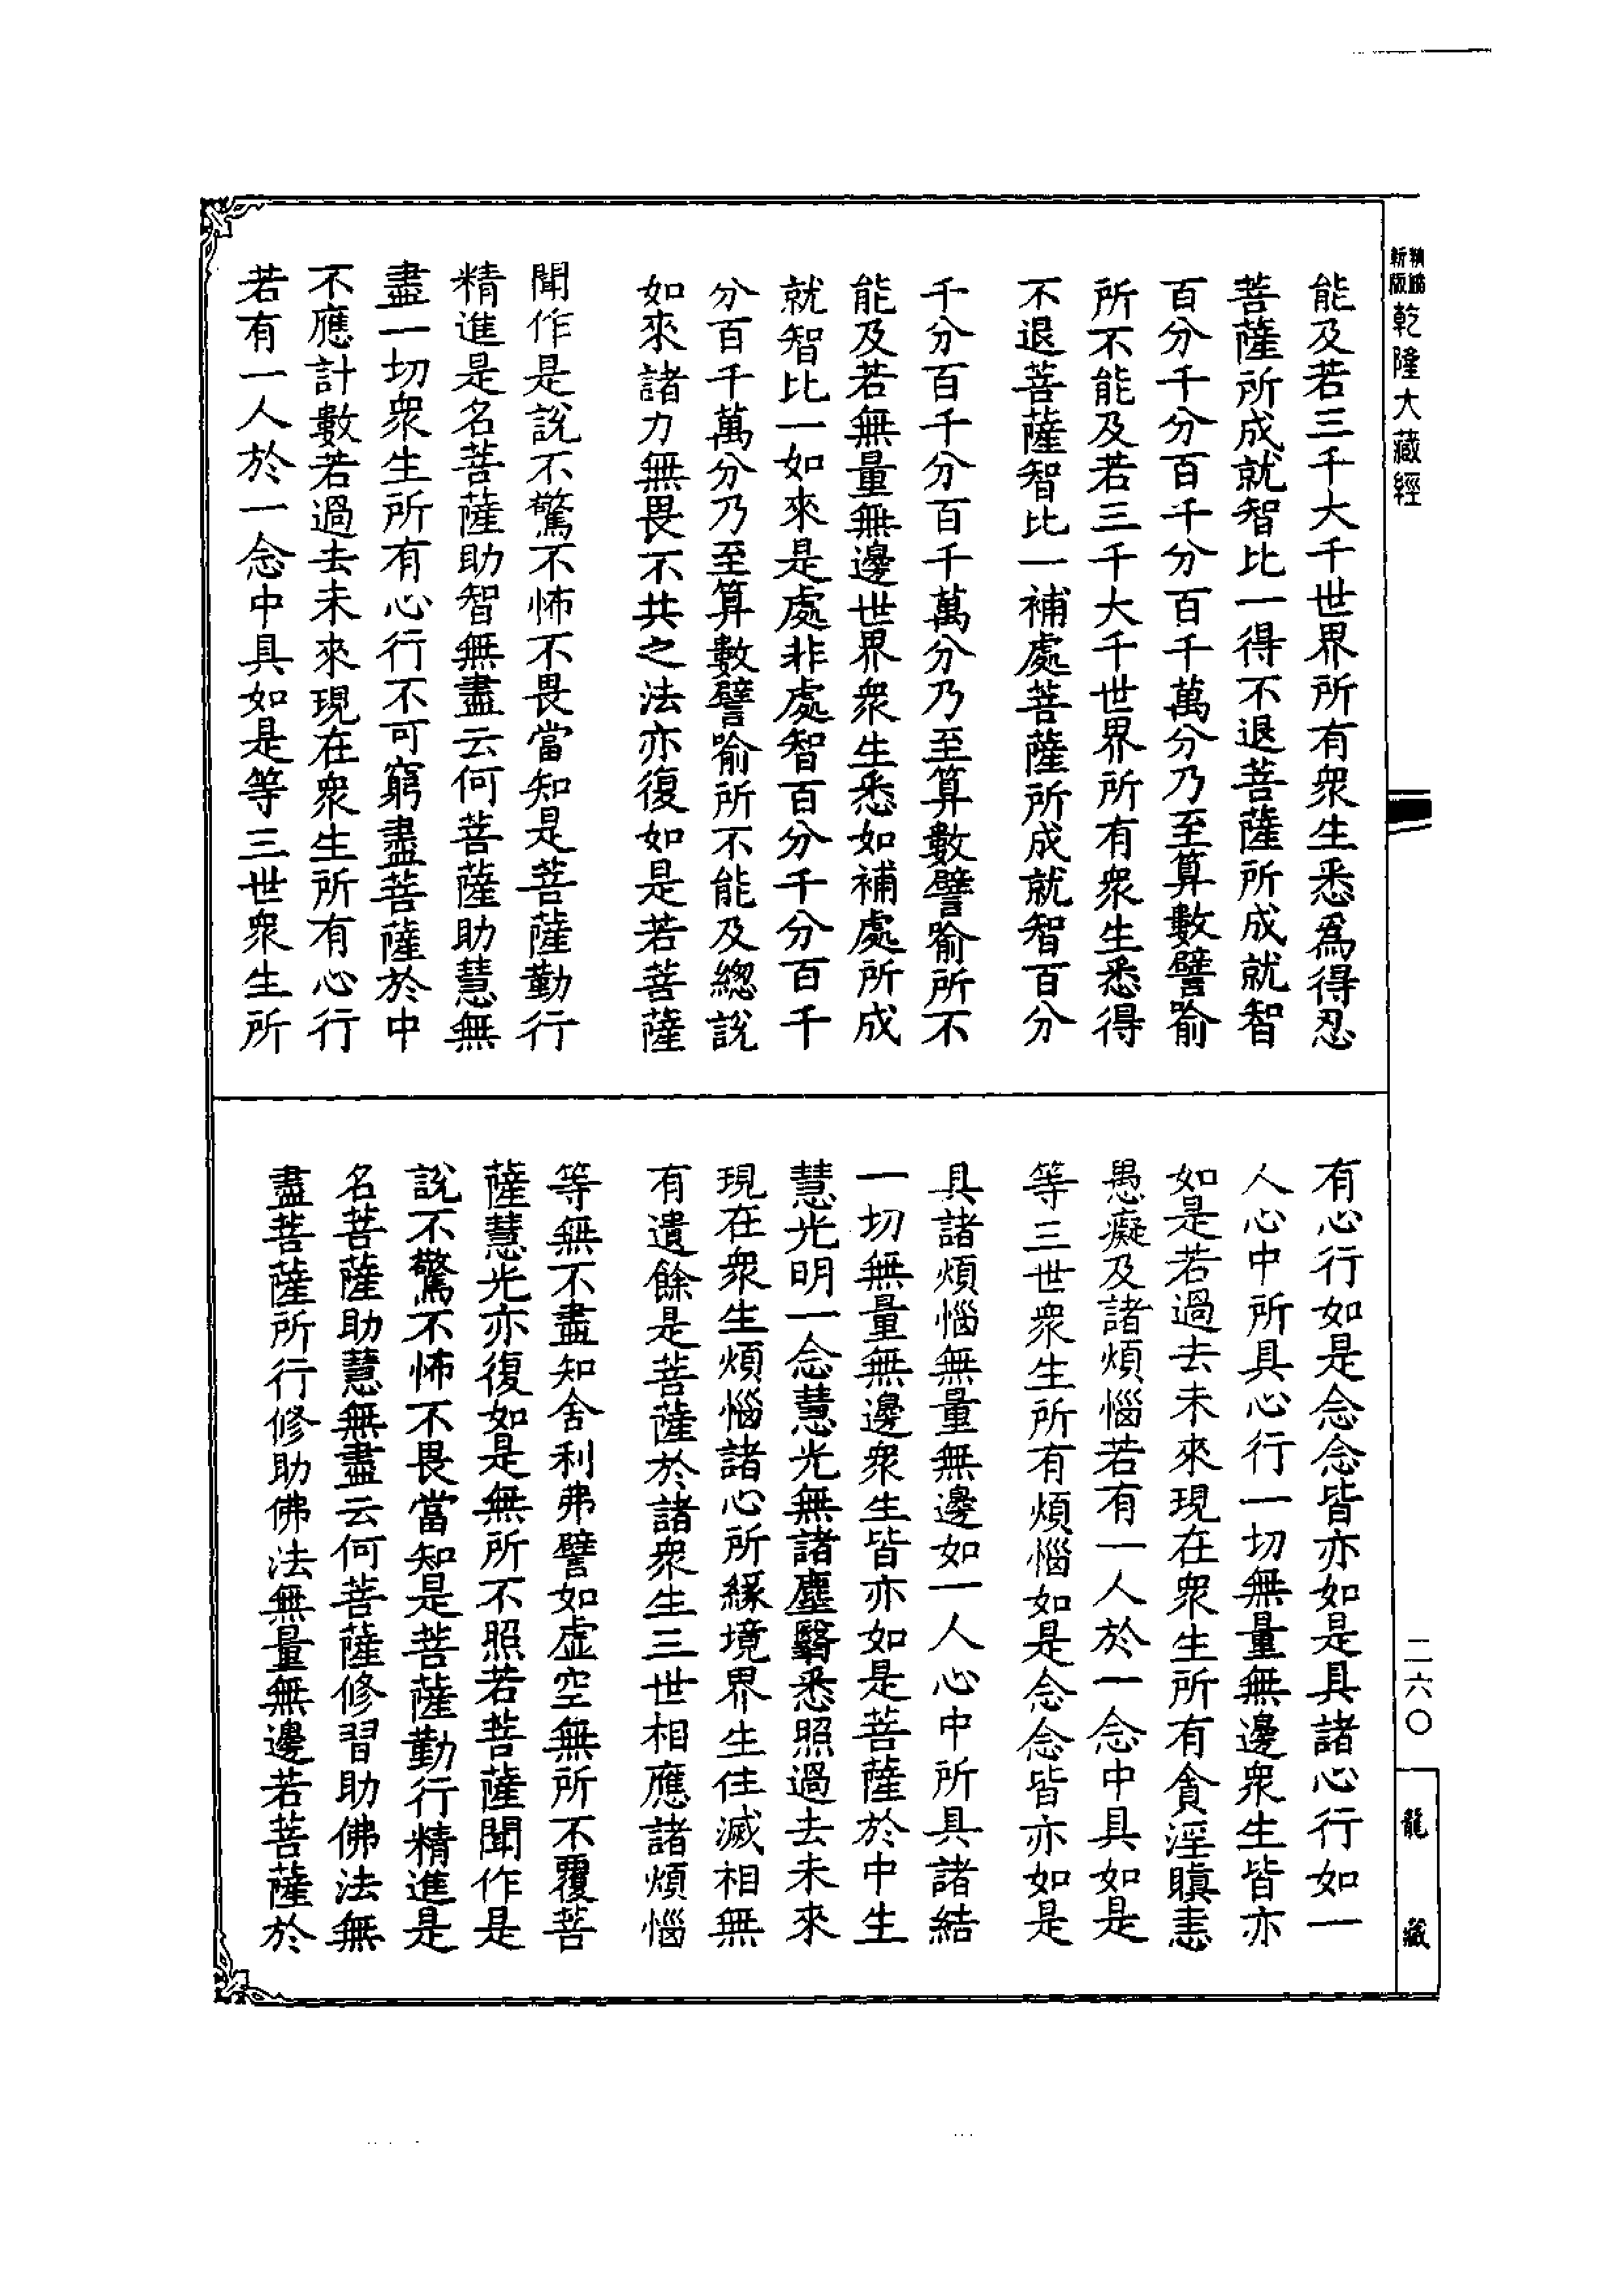 新版
精縮
乾隆大藏經
能及若三千大千世界所有衆生悉爲得忍
菩薩所成就智比一得不退菩薩所成就智
百分千分百千分百千萬分乃至算數譬喻
所不能及若三千大千世界所有衆生悉得
不退菩薩智比一補處菩薩所成就智百分
千分百千分百千萬分乃至算數譬喻所不
能及若無量無邊世界衆生悉如補處所成
就智比一如來是處非處智百分千分百千
分百千萬分乃至算數譬喻所不能及總說
如來諸力無畏不共之法亦復如是若菩薩
聞作是說不驚不怖不畏當知是菩薩勤行
精進是名菩薩助智無盡云何菩薩助慧無
盡一切衆生所有心行不可窮盡菩薩於中
不應計數若過去未來現在衆生所有心行
若有一人於一念中具如是等三世衆生所
有心行如是念念皆亦如是具諸心行如一
人心中所具心行一切無量無邊衆生皆亦
如是若過去未來現在衆生所有貪淫瞋恚
愚癡及諸煩惱若有一人於一念中具如是
等三世衆生所有煩惱如是念念皆亦如是
具諸煩惱無量無邊如一人心中所具諸結
一切無量無邊衆生皆亦如是菩薩於中生
慧光明一念慧光無諸塵翳悉照過去未來
現在衆生煩惱諸心所緣境界生住滅相無
有遺餘是菩薩於諸衆生三世相應諸煩惱
等無不盡知舍利弗譬如虛空無所不覆菩
薩慧光亦復如是無所不照若菩薩聞作是
說不驚不怖不畏當知是菩薩勤行精進是
名菩薩助慧無盡云何菩薩修習助佛法無
盡菩薩所行修助佛法無量無邊若菩薩於
二六〇
龍藏